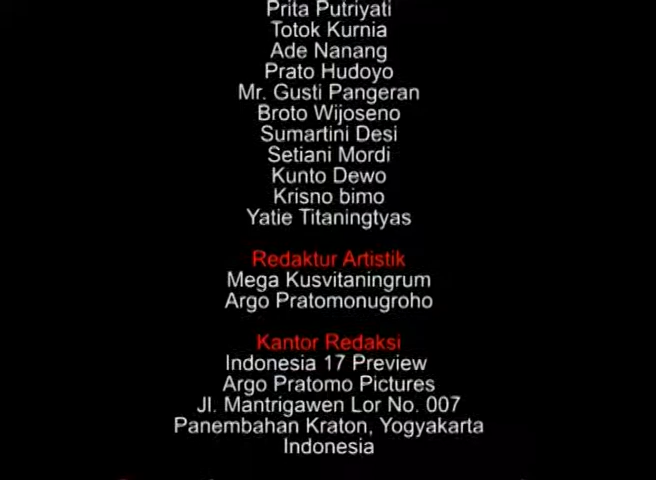 Prita Putriyati
Totok Kurnia
Ade Nanang
Prato Hudoyo
Mr. Gusti Pangeran
Broto Wijoseno
Sumartini Desi
Setiani Mordi
Kunto Dewo
Krisno bimo
Yatie Titaningtyas
Redaktur Artistik
Mega Kusvitaningrum
Argo Pratomonugroho
Kantor Redaksi
Indonesia 17 Preview
Argo Pratomo Pictures
Jl. Mantrigawen Lor No. 007
Panembahan Kraton, Yogyakarta
Indonesia